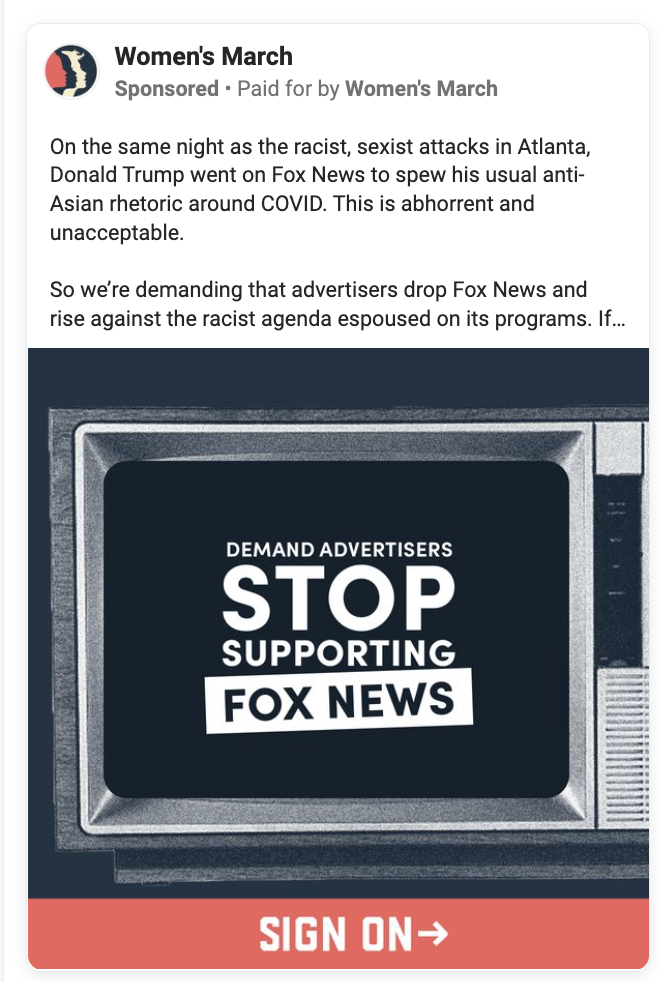 Women's March
Sponsored • Paid for by Women's March
On the same night as the racist, sexist attacks in Atlanta,
Donald Trump went on Fox News to spew his usual anti-
Asian rhetoric around COVID. This is abhorrent and
unacceptable.
So we’re demanding that advertisers drop Fox News and
rise against the racist agenda espoused on its programs. If...
DEMAND ADVERTISERS
STOP
SUPPORTING
FOX NEWS
SIGN ON→